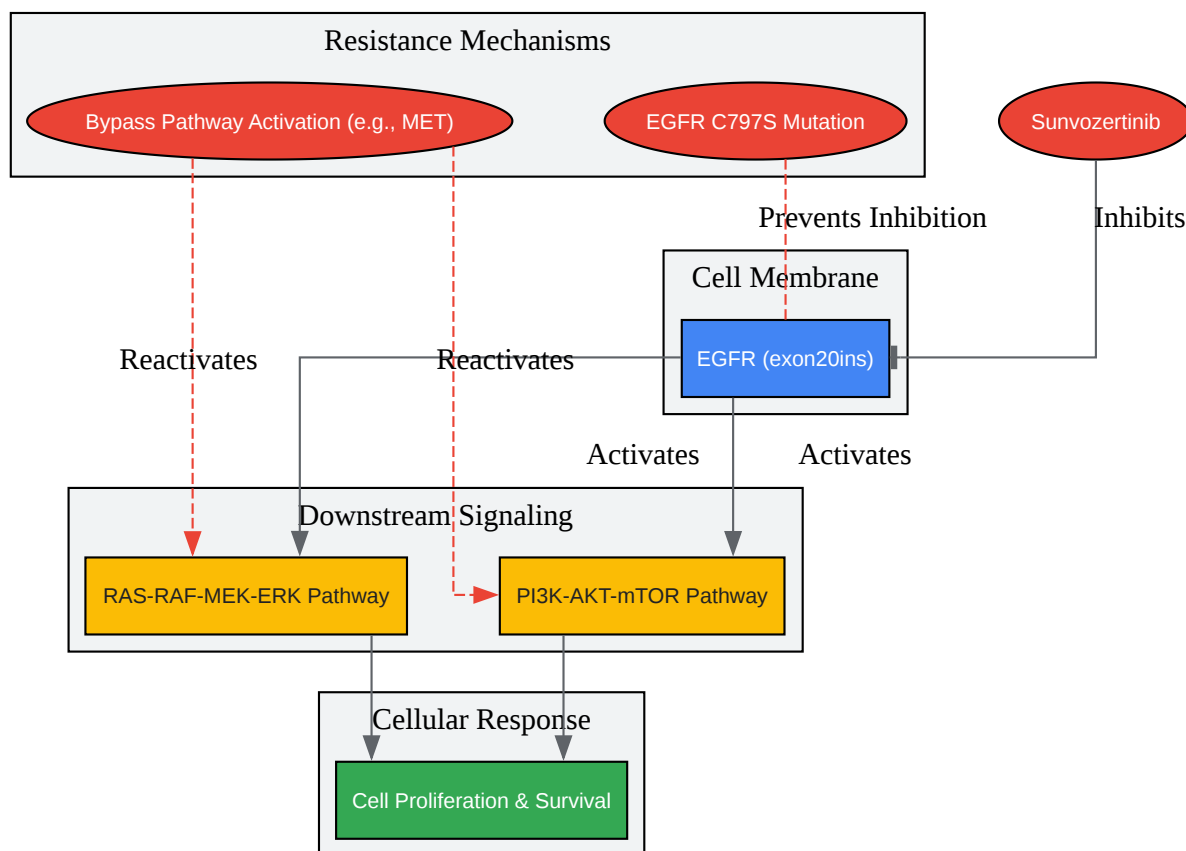 Resistance Mechanisms
Bypass Pathway Activation (e.g., MET)
EGFR C797S Mutation
Sunvozertinib
Prevents Inhibition
Inhibits
Cell Membrane
EGFR (exon20ins)
Reactivates
Reactivates
Activates
Activates
Downstream Signaling
RAS-RAF-MEK-ERK Pathway
PI3K-AKT-mTOR Pathway
Cellular Response
Cell Proliferation & Survival